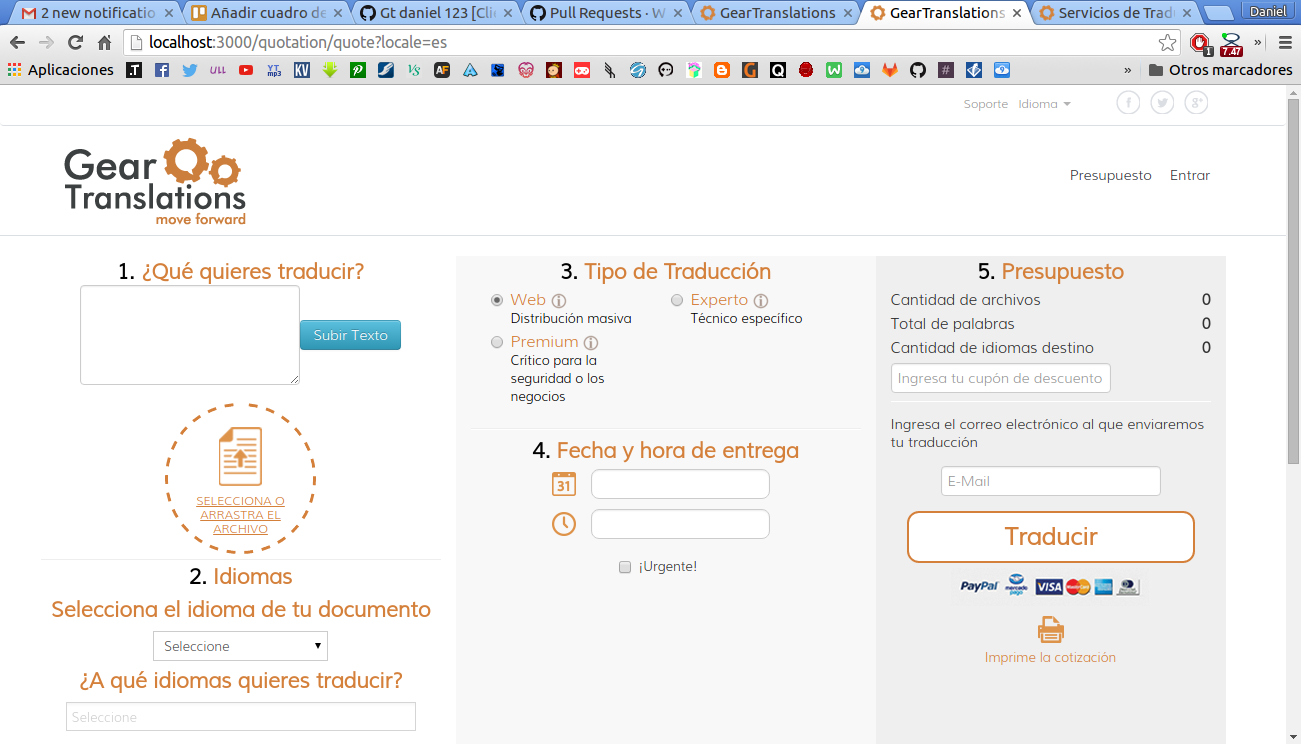 2 new notificatio
Añadir cuadro de
Gt daniel 123 [Clie
Pull Requests · W
GearTranslations
GearTranslations
Servicios de Trad
Daniel
localhost:3000/quotation/quote?locale=es
1
7.47
Aplicaciones
Otros marcadores
Soporte Idioma
Gear
Translations
move forward
Presupuesto Entrar
1. ¿Qué quieres traducir?
Subir Texto
SELECCIONA O
ARRASTRA EL
ARCHIVO
2. Idiomas
Selecciona el idioma de tu documento
Seleccione
¿A qué idiomas quieres traducir?
Seleccione
3. Tipo de Traducción
Web
Distribución masiva
Experto
Técnico específico
Premium
Crítico para la
seguridad o los
negocios
4. Fecha y hora de entrega
31
¡Urgente!
5. Presupuesto
Cantidad de archivos 0
Total de palabras 0
Cantidad de idiomas destino 0
Ingresa tu cupón de descuento
Ingresa el correo electrónico al que enviaremos
tu traducción
E-Mail
Traducir
PayPal mercado pago VISA
Imprime la cotización